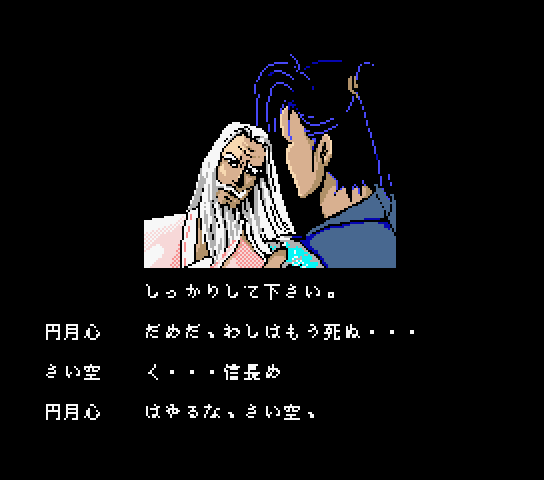 しっかりして下さい。
円月心　だめだ、わしはもう死ぬ・・・
さい空　く・・・信長め
円月心　はやるな、さい空、